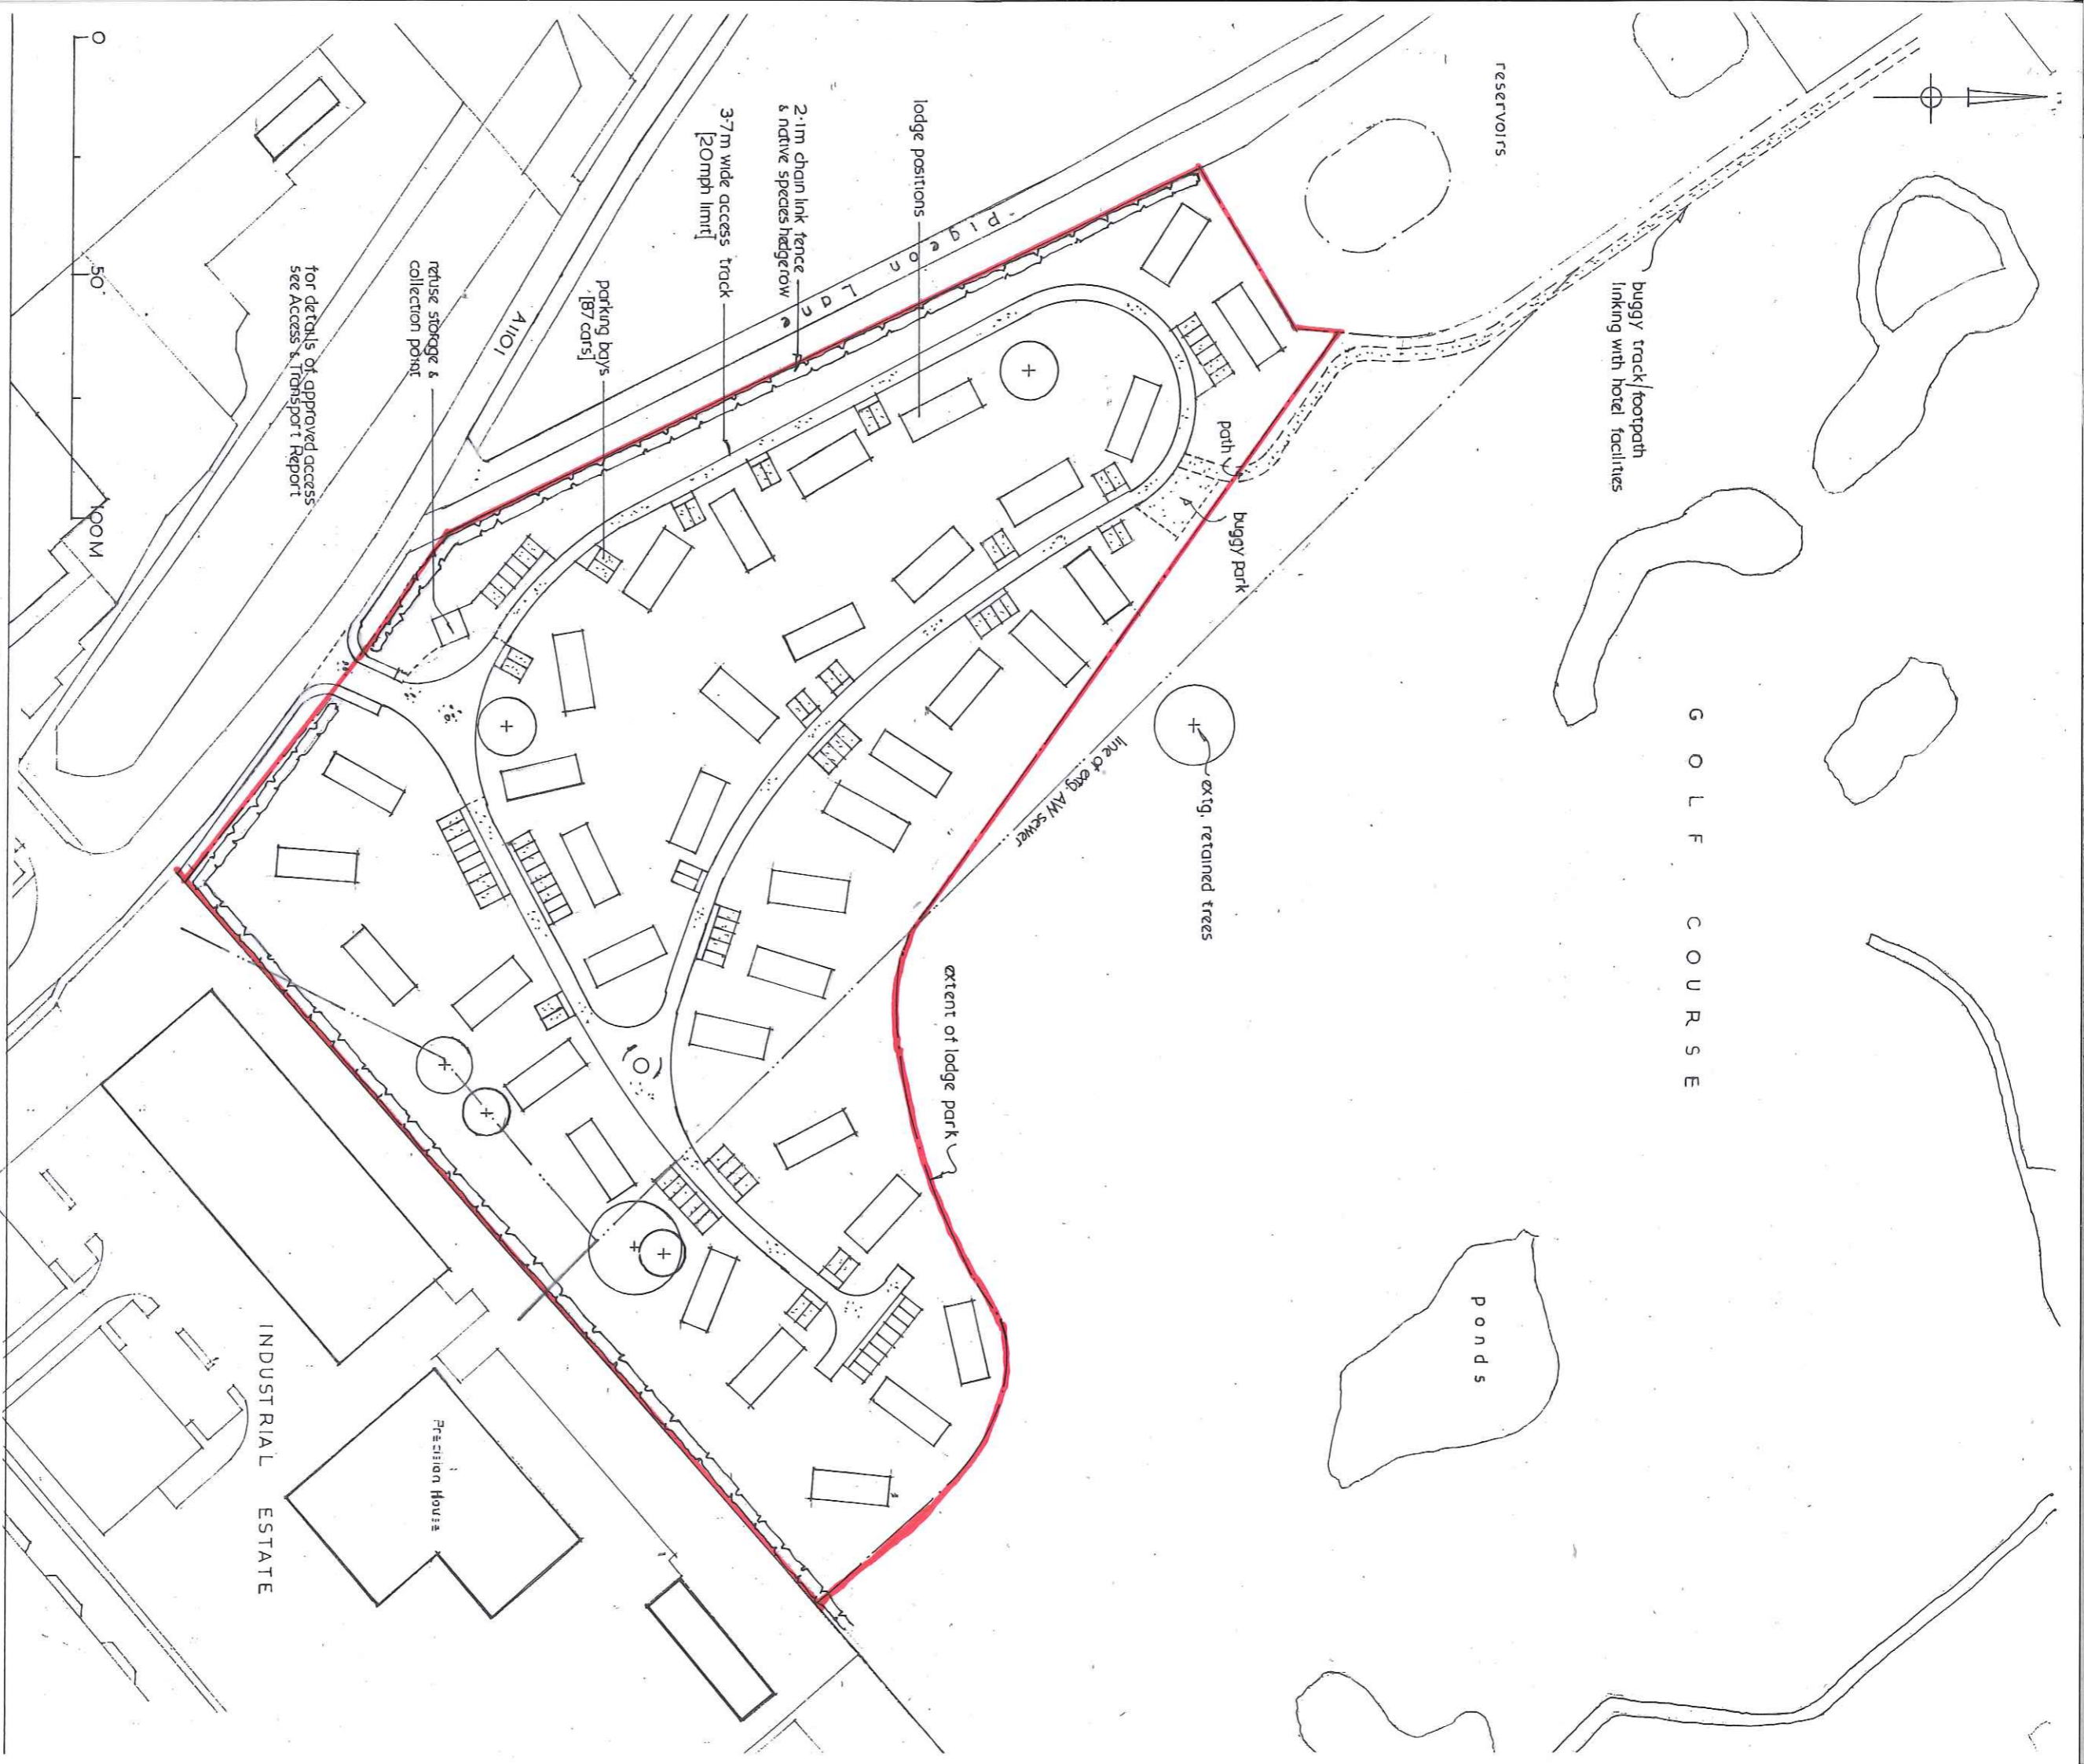 reservoirs
buggy track/footpath
linking with hotel facilities
lodge positions
2·1m chain link fence
& native species hedgerow
3·7m wide access track
[20mph limit]
parking bays
[87 cars]
refuse storage &
collection point
for details of approved access
see Access & Transport Report
pigeon Lane
A1101
path
buggy park
extg. retained trees
line of extg. AW sewer
extent of lodge park
GOLF COURSE
ponds
INDUSTRIAL ESTATE
Precision House
0
50
100M